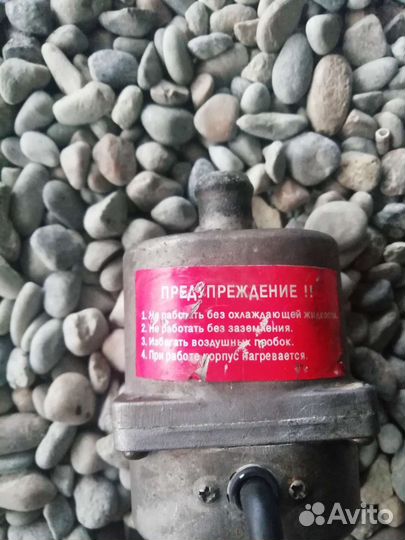 ПРЕДУПРЕЖДЕНИЕ !!
1. Не работать без охлаждающей жидкости.
2. Не работать без заземления.
3. Избегать воздушных пробок.
4. При работе корпус нагревается.
Avito